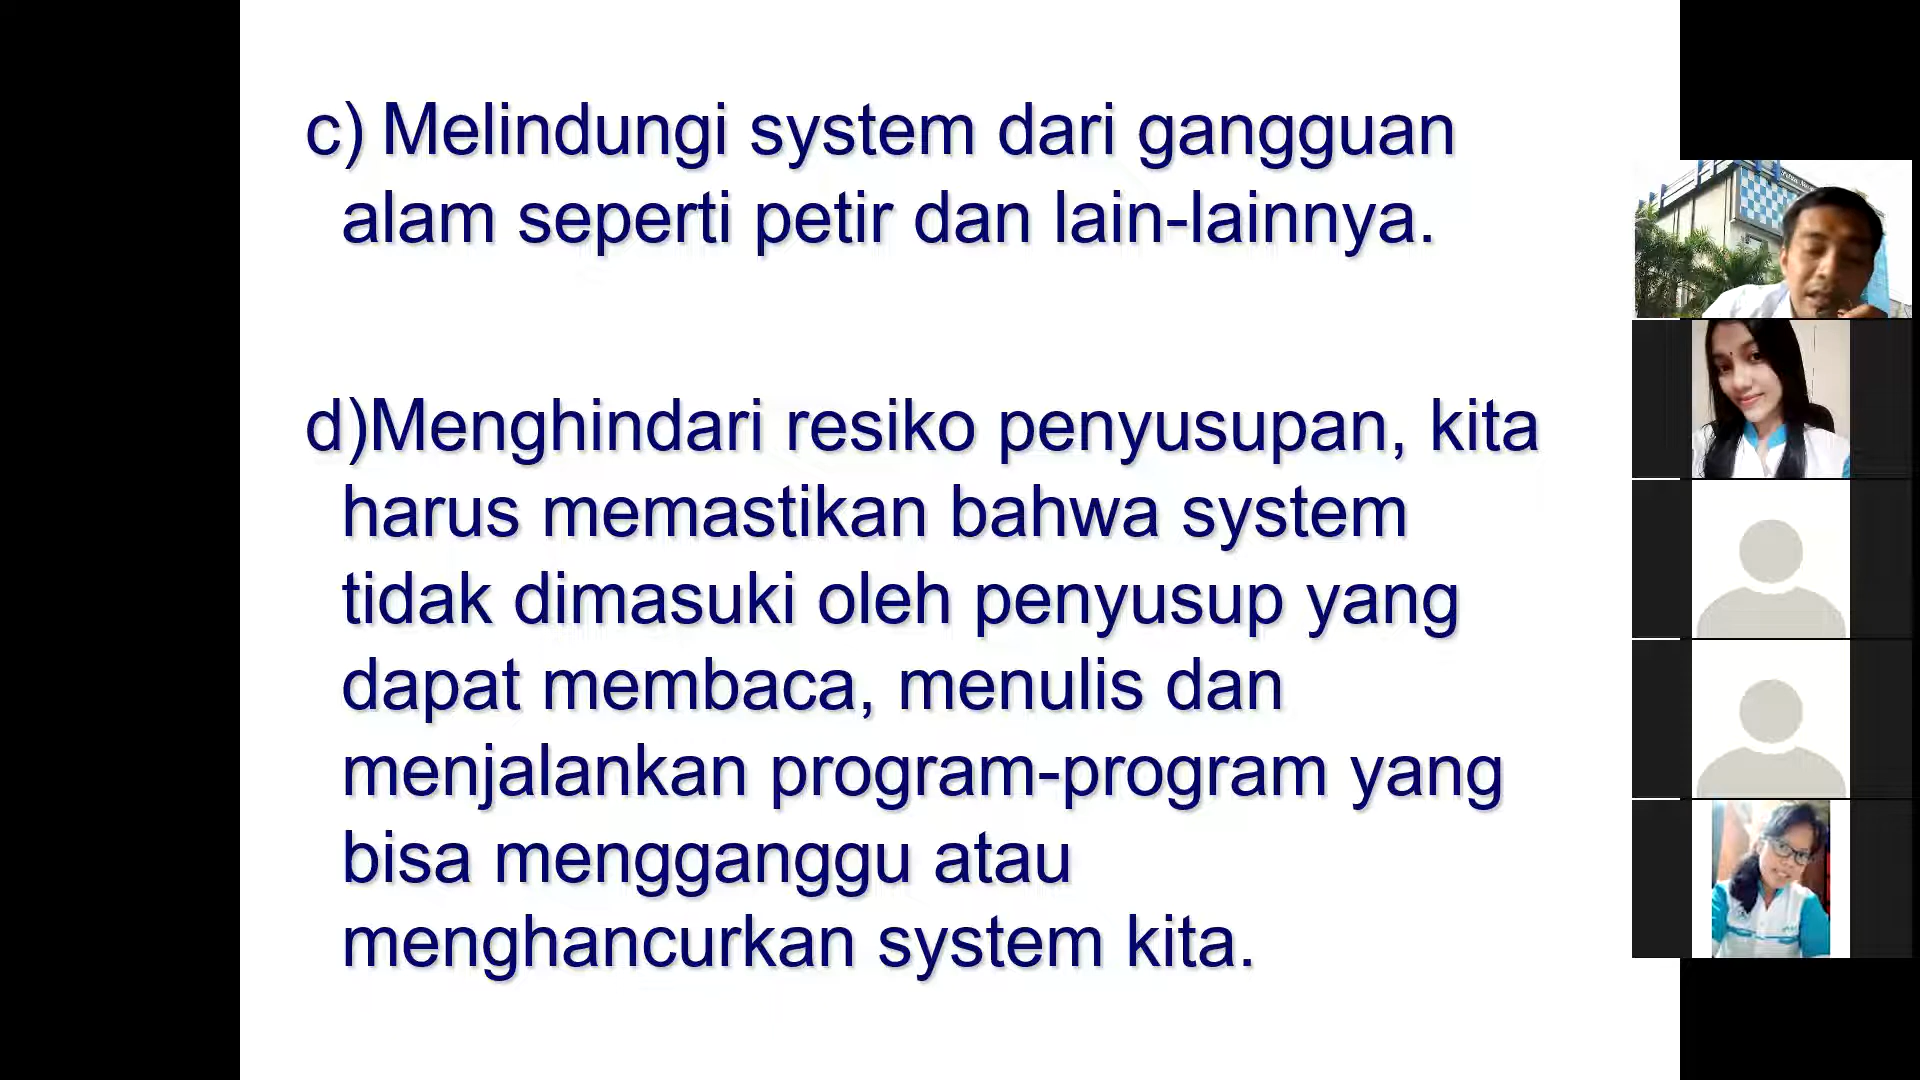 c) Melindungi system dari gangguan
alam seperti petir dan lain-lainnya.
d)Menghindari resiko penyusupan, kita
harus memastikan bahwa system
tidak dimasuki oleh penyusup yang
dapat membaca, menulis dan
menjalankan program-program yang
bisa mengganggu atau
menghancurkan system kita.